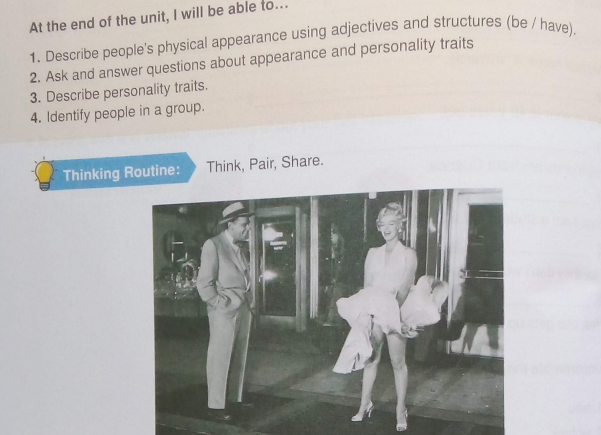 At the end of the unit, I will be able to...
1. Describe people's physical appearance using adjectives and structures (be / have).
2. Ask and answer questions about appearance and personality traits
3. Describe personality traits.
4. Identify people in a group.
Thinking Routine: Think, Pair, Share.